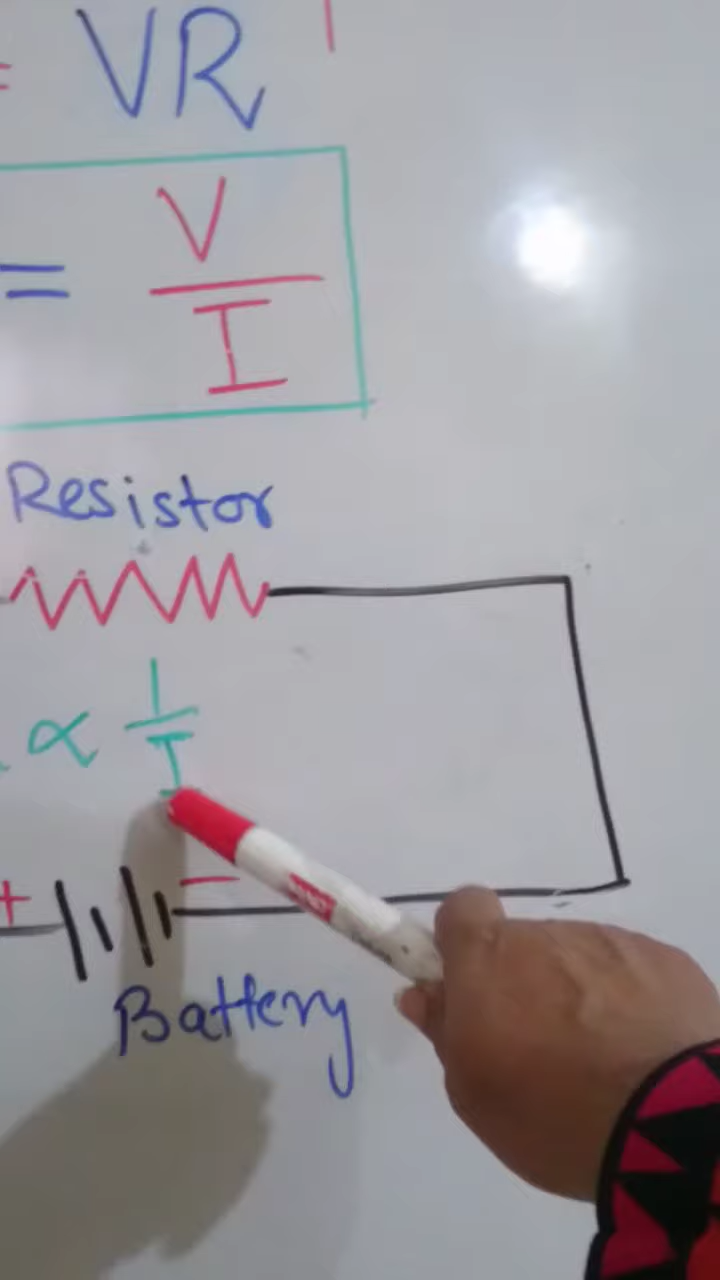 = VR
= V
I
Resistor
∝ 1
I
+ −
Battery